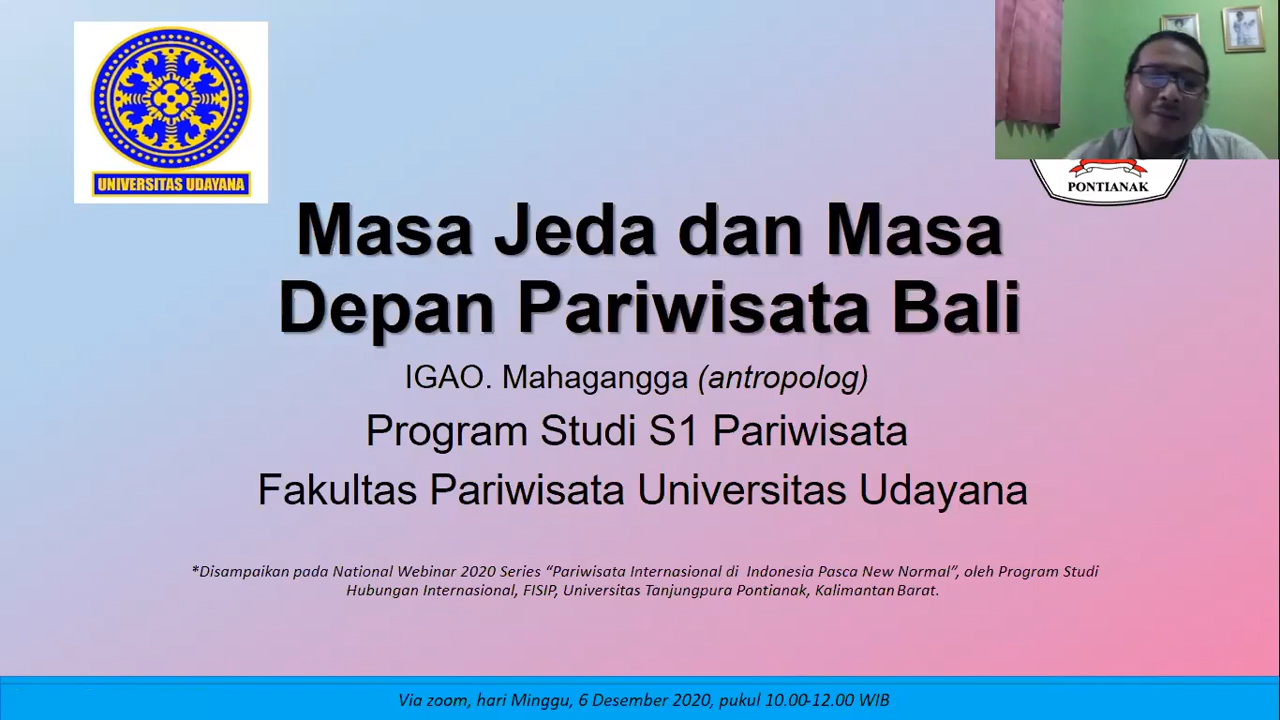 UNIVERSITAS UDAYANA
PONTIANAK
Masa Jeda dan Masa
Depan Pariwisata Bali
IGAO. Mahagangga (antropolog)
Program Studi S1 Pariwisata
Fakultas Pariwisata Universitas Udayana
*Disampaikan pada National Webinar 2020 Series “Pariwisata Internasional di Indonesia Pasca New Normal”, oleh Program Studi
Hubungan Internasional, FISIP, Universitas Tanjungpura Pontianak, Kalimantan Barat.
Via zoom, hari Minggu, 6 Desember 2020, pukul 10.00-12.00 WIB